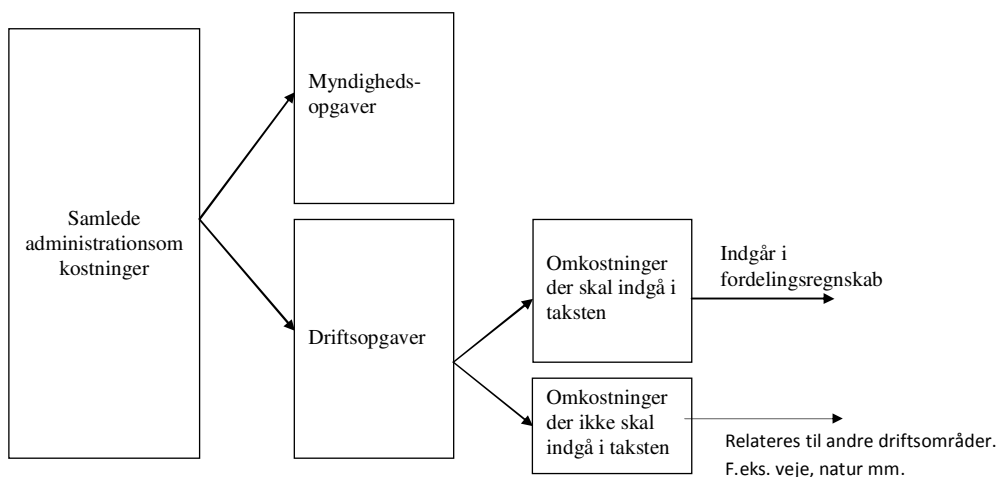 Samlede
administrationsom
kostninger
Myndigheds-
opgaver
Driftsopgaver
Omkostninger
der skal indgå i
taksten
Indgår i
fordelingsregnskab
Omkostninger
der ikke skal
indgå i taksten
Relateres til andre driftsområder.
F.eks. veje, natur mm.